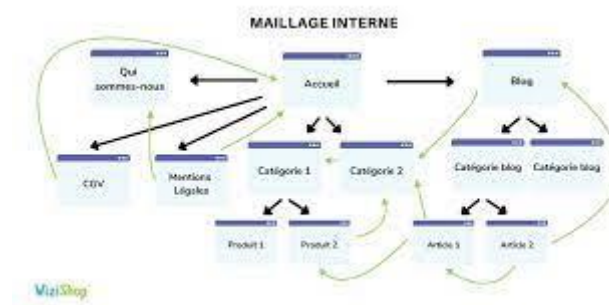 MAILLAGE INTERNE
Qui
sommes-nous
Accueil
Blog
CGV
Mentions
Légales
Catégorie 1
Catégorie 2
Catégorie blog
Catégorie blog
Produit 1
Produit 2
Article 1
Article 2
WiziShop